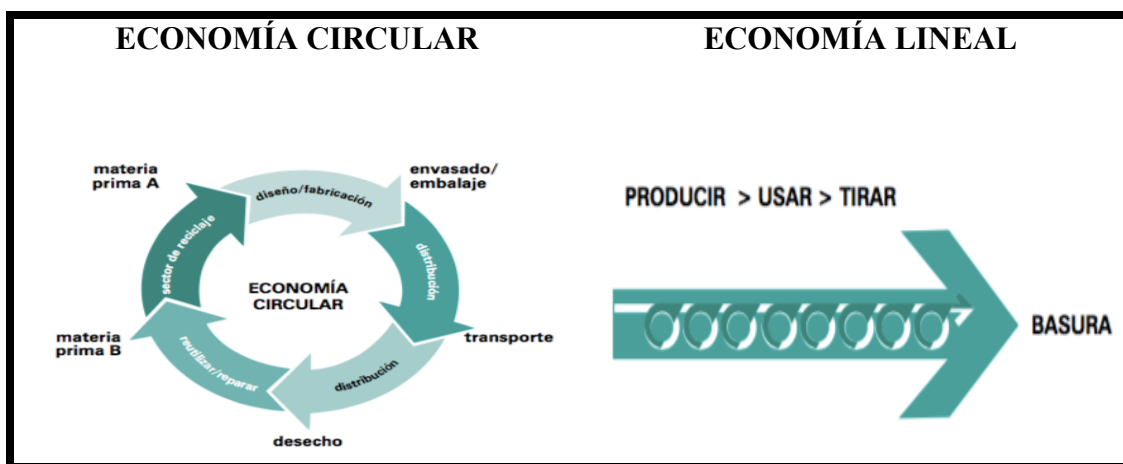 ECONOMÍA CIRCULAR
materia
prima A
diseño/fabricación
envasado/
embalaje
sector de reciclaje
distribución
ECONOMÍA
CIRCULAR
materia
prima B
transporte
reutilizar/reparar
distribución
desecho
ECONOMÍA LINEAL
PRODUCIR > USAR > TIRAR
BASURA